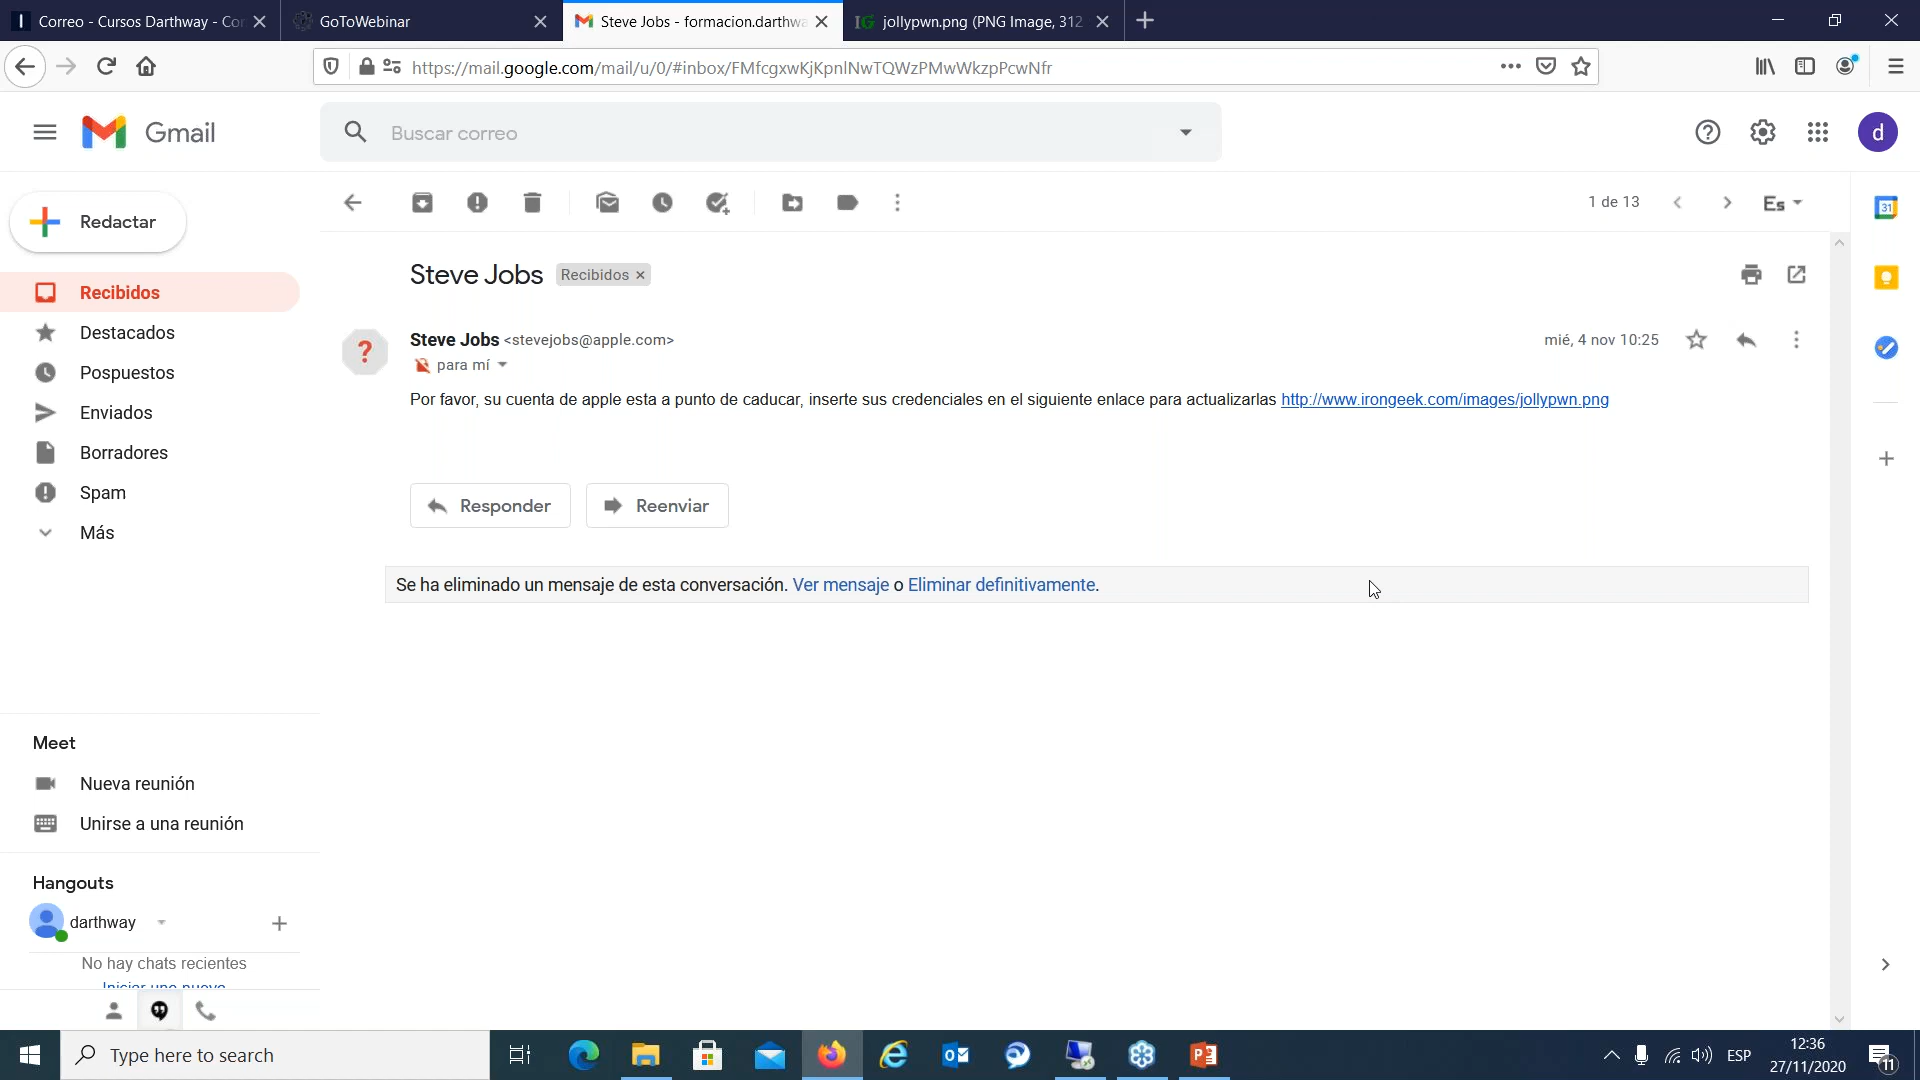 Correo - Cursos Darthway - Cor
GoToWebinar
Steve Jobs - formacion.darthwa
jollypwn.png (PNG Image, 312
https://mail.google.com/mail/u/0/#inbox/FMfcgxwKjKpnlNwTQWzPMwWkzpPcwNfr
Gmail
Buscar correo
d
Redactar
1 de 13
Es
31
Recibidos
Destacados
Pospuestos
Enviados
Borradores
Spam
Más
Steve Jobs
Recibidos
Steve Jobs <stevejobs@apple.com>
mié, 4 nov 10:25
para mí
Por favor, su cuenta de apple esta a punto de caducar, inserte sus credenciales en el siguiente enlace para actualizarlas http://www.irongeek.com/images/jollypwn.png
Responder
Reenviar
Se ha eliminado un mensaje de esta conversación. Ver mensaje o Eliminar definitivamente.
Meet
Nueva reunión
Unirse a una reunión
Hangouts
darthway
No hay chats recientes
Iniciar uno nuevo
Type here to search
ESP
12:36
27/11/2020
11